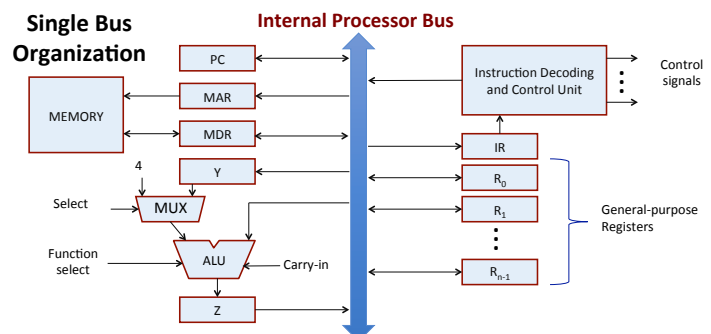 Single Bus
Organization
Internal Processor Bus
PC
MAR
MEMORY
MDR
Y
4
Select
MUX
Function
select
ALU
Carry-in
Z
Instruction Decoding
and Control Unit
Control
signals
IR
R0
R1
Rn-1
General-purpose
Registers